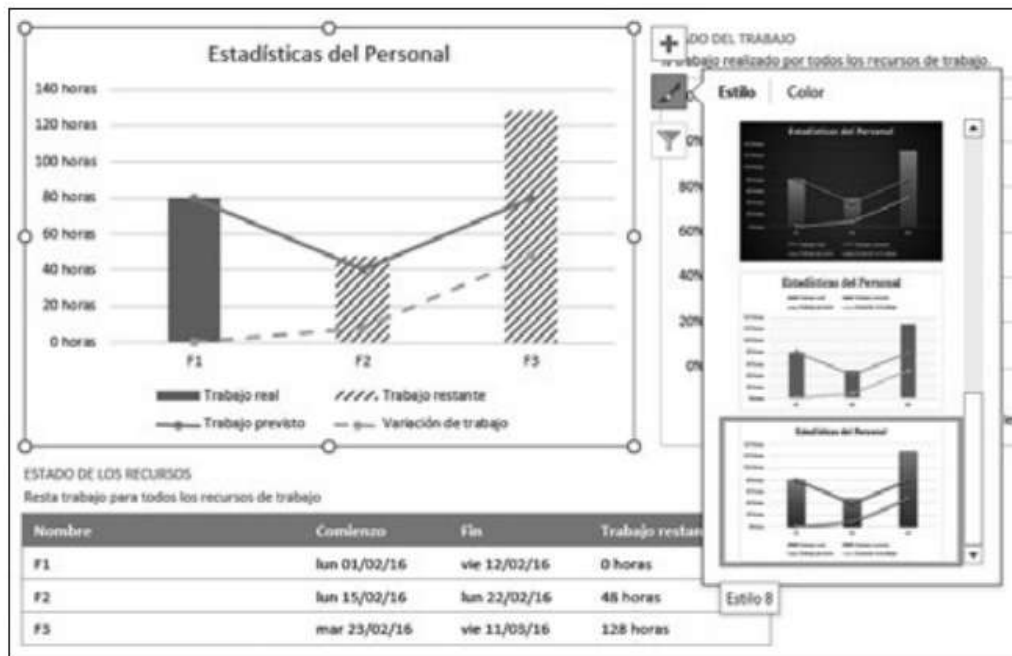 Estadísticas del Personal
140 horas
120 horas
100 horas
80 horas
60 horas
40 horas
20 horas
0 horas
F1 F2 F3
Trabajo real Trabajo restante
Trabajo previsto Variación de trabajo
ADO DEL TRABAJO
trabajo realizado por todos los recursos de trabajo.
Estilo Color
0%
80%
60%
40%
20%
0%
Estadísticas del Personal
Estadísticas del Personal
Estadísticas del Personal
Estilo 8
ESTADO DE LOS RECURSOS
Resta trabajo para todos los recursos de trabajo
Nombre Comienzo Fin Trabajo restan
F1 lun 01/02/16 vie 12/02/16 0 horas
F2 lun 15/02/16 lun 22/02/16 48 horas
F3 mar 23/02/16 vie 11/03/16 128 horas